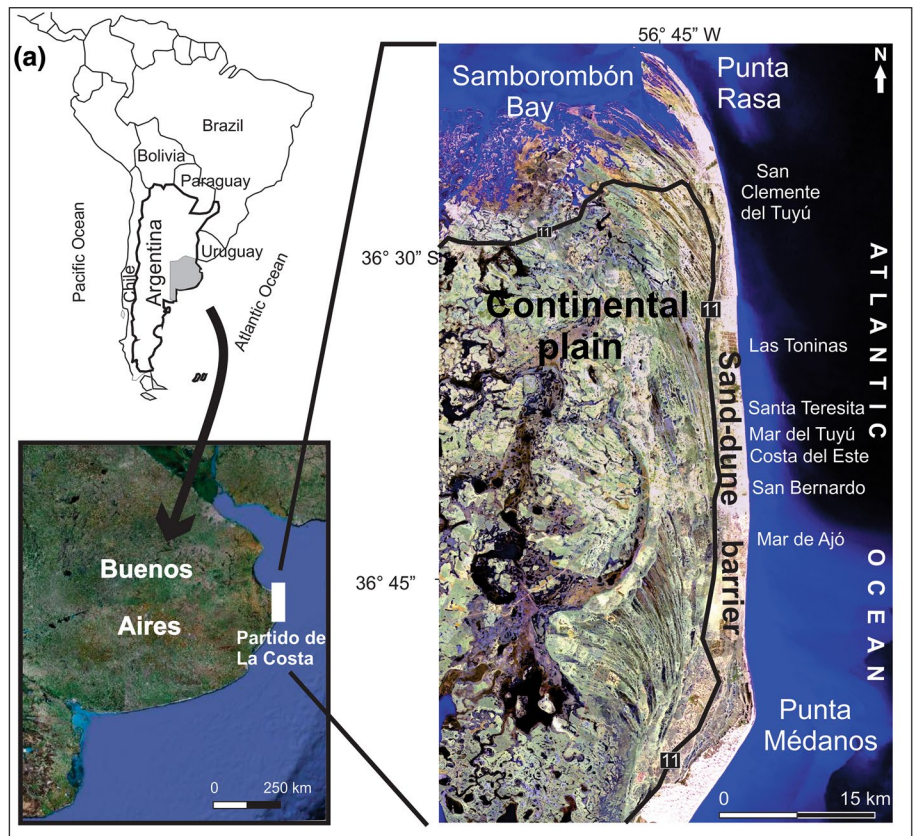 (a)
Brazil
Bolivia
Paraguay
Uruguay
Argentina
Chile
Pacific Ocean
Atlantic Ocean
Buenos
Aires
Partido de
La Costa
0 250 km
56° 45” W
N
Samborombón
Bay
Punta
Rasa
San
Clemente
del Tuyú
36° 30” S
11
Continental
plain
11
Sand-dune barrier
Las Toninas
Santa Teresita
Mar del Tuyú
Costa del Este
San Bernardo
Mar de Ajó
36° 45”
ATLANTIC OCEAN
Punta
Médanos
11
0 15 km